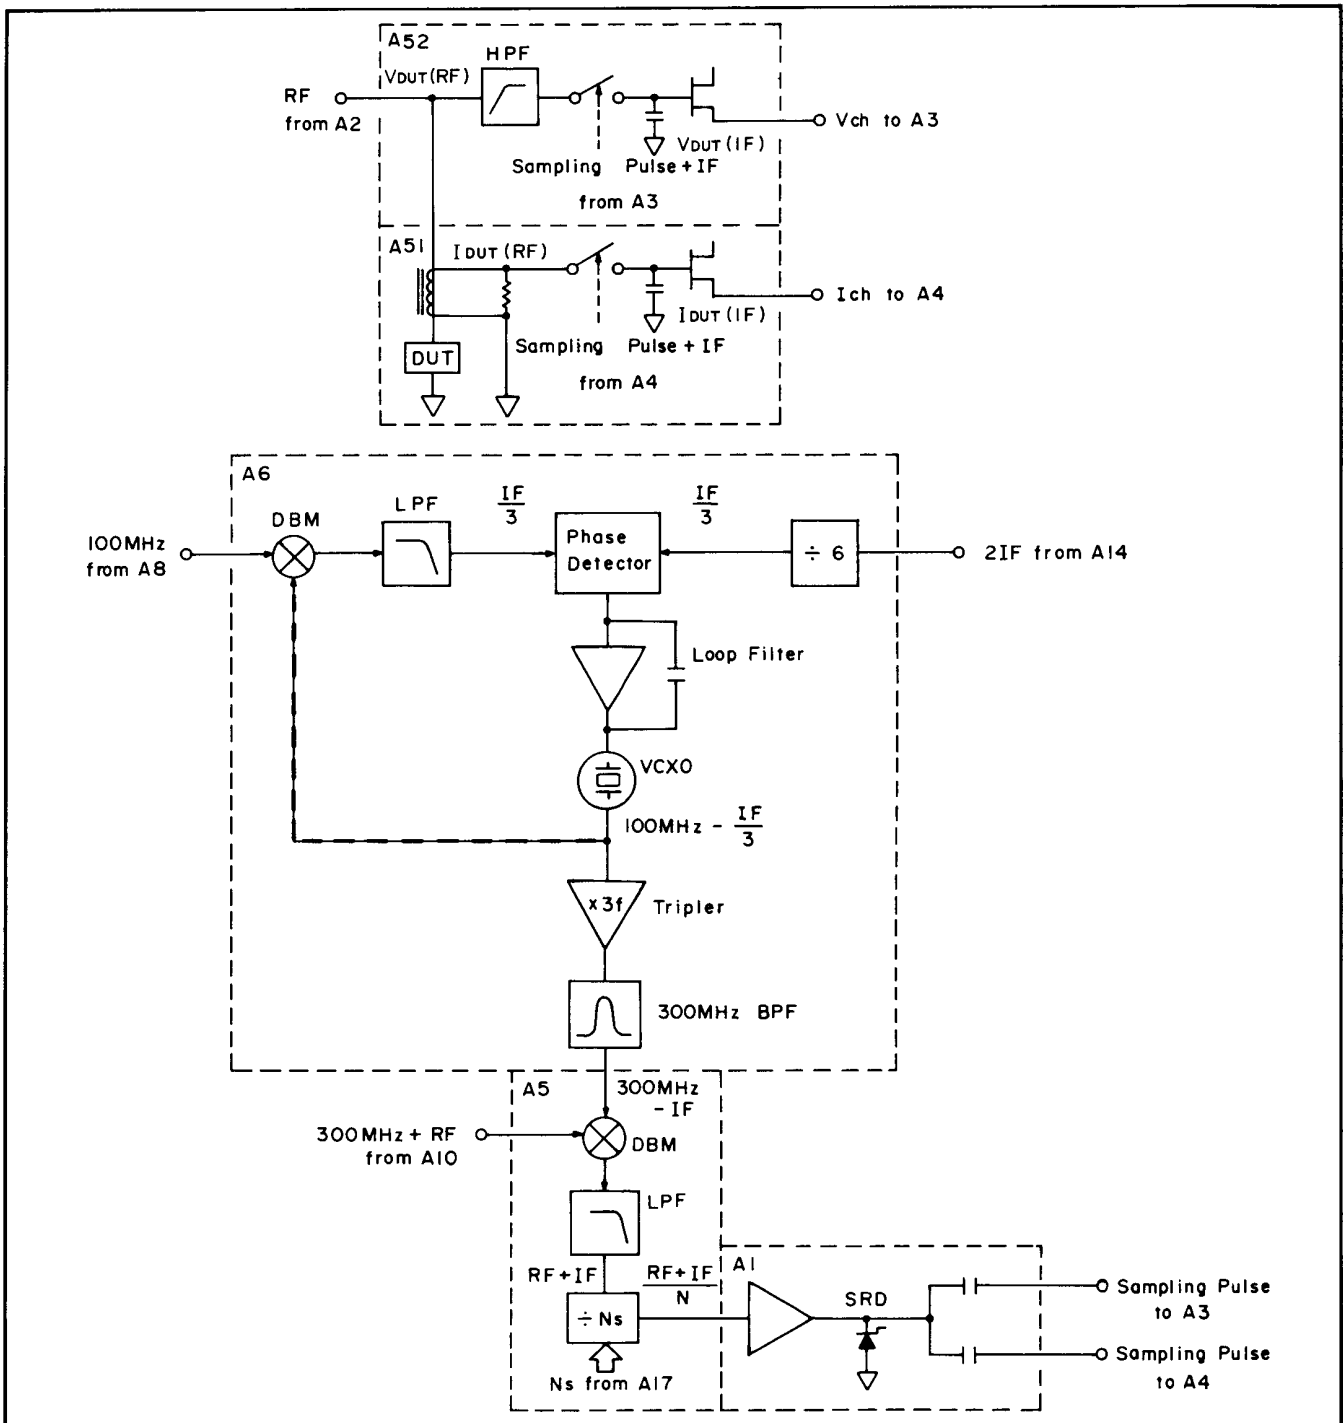 A52
HPF
VDUT(RF)
RF
from A2
Vch to A3
VDUT(IF)
Sampling Pulse + IF
from A3
A51
IDUT(RF)
Ich to A4
IDUT(IF)
Sampling Pulse + IF
from A4
DUT
A6
DBM
LPF
IF
3
IF
3
100MHz
from A8
Phase
Detector
÷ 6
2IF from A14
Loop Filter
VCXO
100MHz - IF
3
x3f
Tripler
300MHz BPF
A5
300MHz
- IF
300MHz + RF
from A10
DBM
LPF
RF+IF
RF+IF
N
÷ Ns
Ns from A17
A1
SRD
Sampling Pulse
to A3
Sampling Pulse
to A4